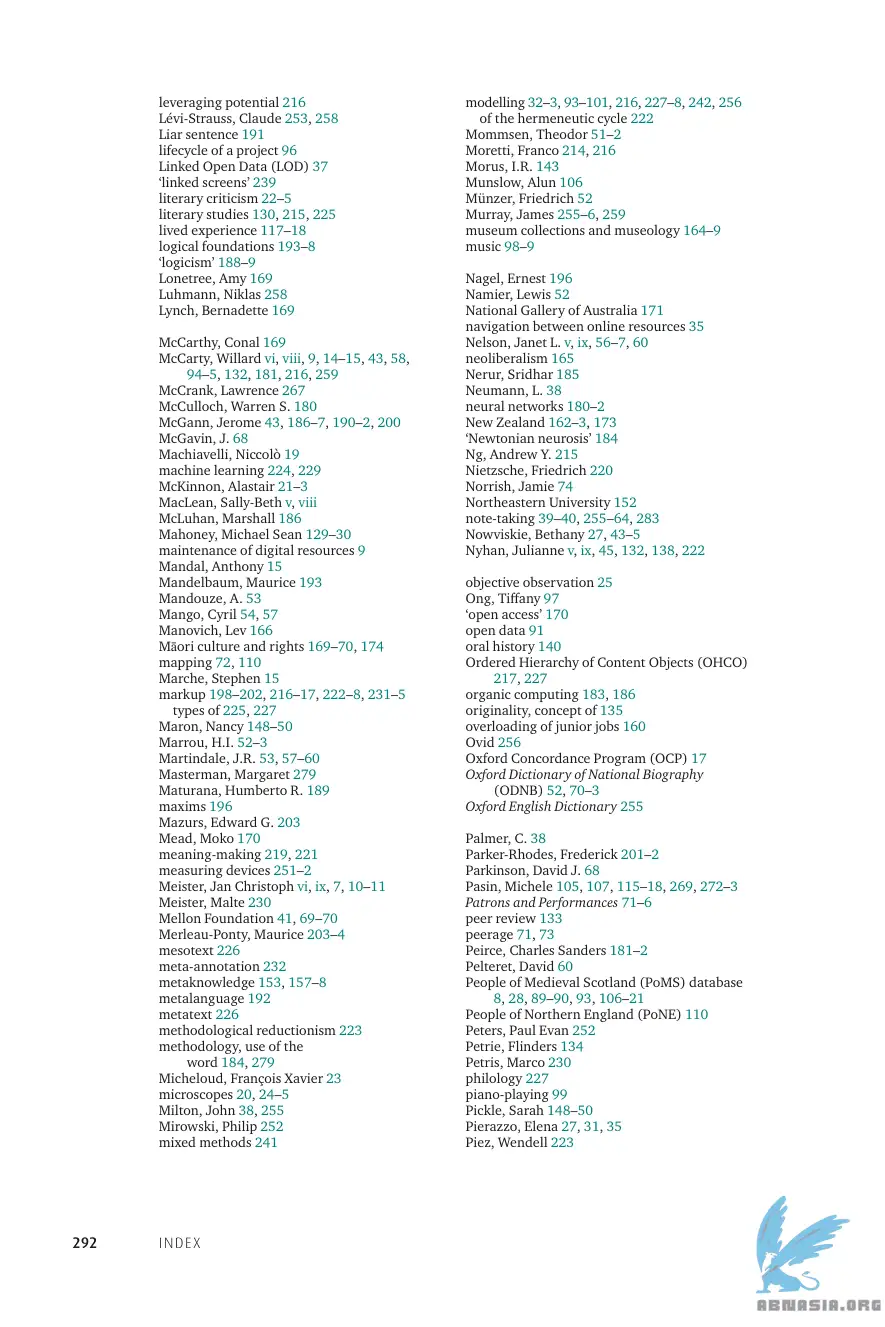 leveraging potential 216
Lévi-Strauss, Claude 253, 258
Liar sentence 191
lifecycle of a project 96
Linked Open Data (LOD) 37
‘linked screens’ 239
literary criticism 22–5
literary studies 130, 215, 225
lived experience 117–18
logical foundations 193–8
‘logicism’ 188–9
Lonetree, Amy 169
Luhmann, Niklas 258
Lynch, Bernadette 169
McCarthy, Conal 169
McCarty, Willard vi, viii, 9, 14–15, 43, 58,
94–5, 132, 181, 216, 259
McCrank, Lawrence 267
McCulloch, Warren S. 180
McGann, Jerome 43, 186–7, 190–2, 200
McGavin, J. 68
Machiavelli, Niccolò 19
machine learning 224, 229
McKinnon, Alastair 21–3
MacLean, Sally-Beth v, viii
McLuhan, Marshall 186
Mahoney, Michael Sean 129–30
maintenance of digital resources 9
Mandal, Anthony 15
Mandelbaum, Maurice 193
Mandouze, A. 53
Mango, Cyril 54, 57
Manovich, Lev 166
Māori culture and rights 169–70, 174
mapping 72, 110
Marche, Stephen 15
markup 198–202, 216–17, 222–8, 231–5
types of 225, 227
Maron, Nancy 148–50
Marrou, H.I. 52–3
Martindale, J.R. 53, 57–60
Masterman, Margaret 279
Maturana, Humberto R. 189
maxims 196
Mazurs, Edward G. 203
Mead, Moko 170
meaning-making 219, 221
measuring devices 251–2
Meister, Jan Christoph vi, ix, 7, 10–11
Meister, Malte 230
Mellon Foundation 41, 69–70
Merleau-Ponty, Maurice 203–4
mesotext 226
meta-annotation 232
metaknowledge 153, 157–8
metalanguage 192
metatext 226
methodological reductionism 223
methodology, use of the
word 184, 279
Micheloud, François Xavier 23
microscopes 20, 24–5
Milton, John 38, 255
Mirowski, Philip 252
mixed methods 241
modelling 32–3, 93–101, 216, 227–8, 242, 256
of the hermeneutic cycle 222
Mommsen, Theodor 51–2
Moretti, Franco 214, 216
Morus, I.R. 143
Munslow, Alun 106
Münzer, Friedrich 52
Murray, James 255–6, 259
museum collections and museology 164–9
music 98–9
Nagel, Ernest 196
Namier, Lewis 52
National Gallery of Australia 171
navigation between online resources 35
Nelson, Janet L. v, ix, 56–7, 60
neoliberalism 165
Nerur, Sridhar 185
Neumann, L. 38
neural networks 180–2
New Zealand 162–3, 173
‘Newtonian neurosis’ 184
Ng, Andrew Y. 215
Nietzsche, Friedrich 220
Norrish, Jamie 74
Northeastern University 152
note-taking 39–40, 255–64, 283
Nowviskie, Bethany 27, 43–5
Nyhan, Julianne v, ix, 45, 132, 138, 222
objective observation 25
Ong, Tiffany 97
‘open access’ 170
open data 91
oral history 140
Ordered Hierarchy of Content Objects (OHCO)
217, 227
organic computing 183, 186
originality, concept of 135
overloading of junior jobs 160
Ovid 256
Oxford Concordance Program (OCP) 17
Oxford Dictionary of National Biography
(ODNB) 52, 70–3
Oxford English Dictionary 255
Palmer, C. 38
Parker-Rhodes, Frederick 201–2
Parkinson, David J. 68
Pasin, Michele 105, 107, 115–18, 269, 272–3
Patrons and Performances 71–6
peer review 133
peerage 71, 73
Peirce, Charles Sanders 181–2
Pelteret, David 60
People of Medieval Scotland (PoMS) database
8, 28, 89–90, 93, 106–21
People of Northern England (PoNE) 110
Peters, Paul Evan 252
Petrie, Flinders 134
Petris, Marco 230
philology 227
piano-playing 99
Pickle, Sarah 148–50
Pierazzo, Elena 27, 31, 35
Piez, Wendell 223
292 INDEX
ABNASIA.ORG